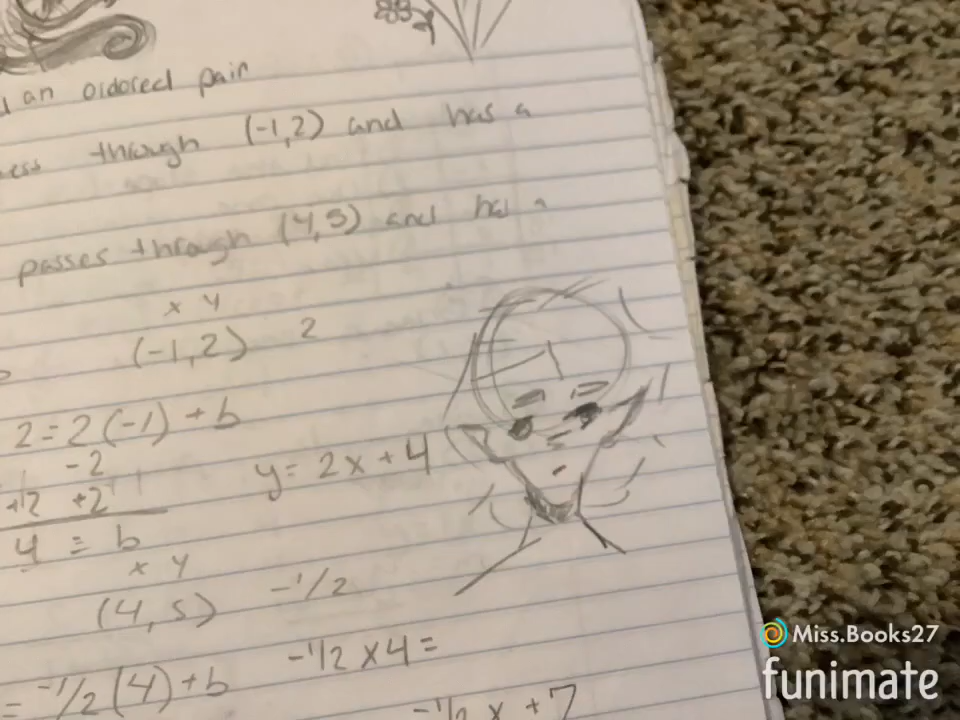 an ordored pair
through (-1,2) and has a
passes through (4,5) and has a
x y
(-1,2) 2
2=2(-1)+b
-2
+2 +2
y=2x+4
4=b
x y
(4,5) -1/2
-1/2 x4=
=-1/2(4)+b
-1/2 x +7
Miss.Books27
funimate